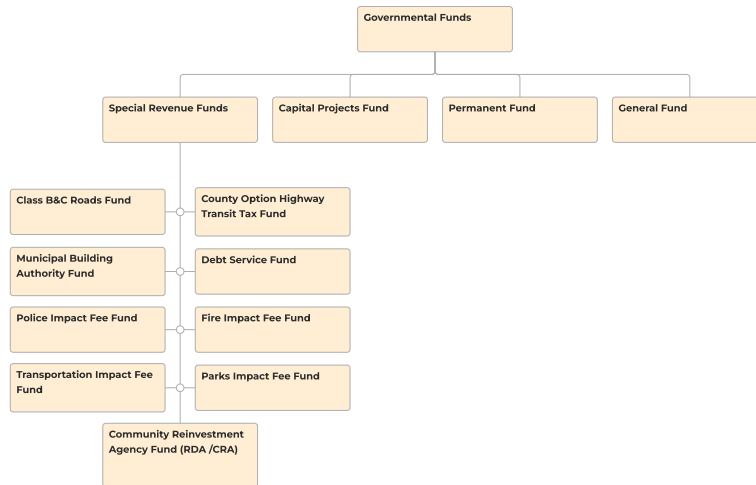 Governmental Funds
Special Revenue Funds
Capital Projects Fund
Permanent Fund
General Fund
Class B&C Roads Fund
County Option Highway
Transit Tax Fund
Municipal Building
Authority Fund
Debt Service Fund
Police Impact Fee Fund
Fire Impact Fee Fund
Transportation Impact Fee
Fund
Parks Impact Fee Fund
Community Reinvestment
Agency Fund (RDA /CRA)